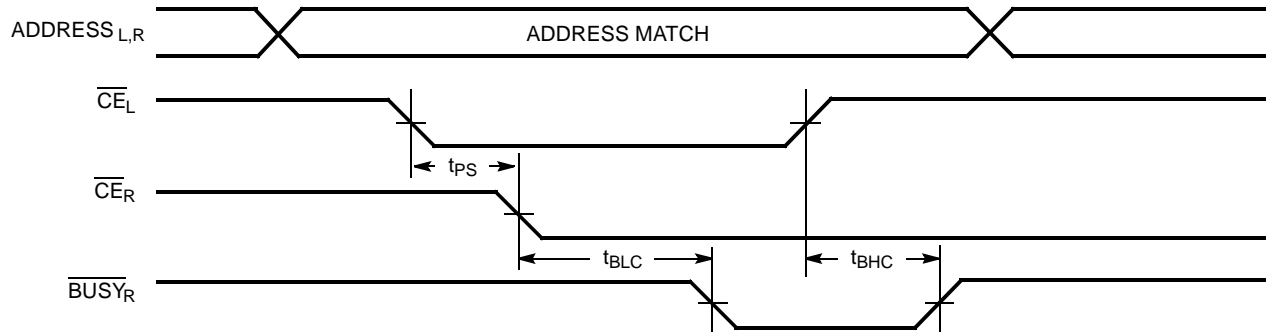 ADDRESS L,R
ADDRESS MATCH
CEL
tPS
CER
tBLC
tBHC
BUSYR